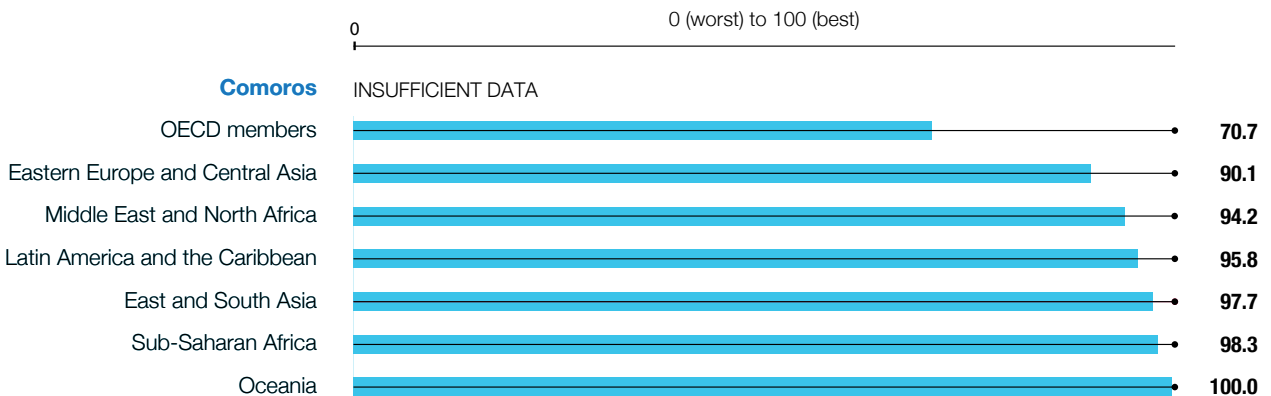 0 (worst) to 100 (best)
0
Comoros INSUFFICIENT DATA
OECD members 70.7
Eastern Europe and Central Asia 90.1
Middle East and North Africa 94.2
Latin America and the Caribbean 95.8
East and South Asia 97.7
Sub-Saharan Africa 98.3
Oceania 100.0